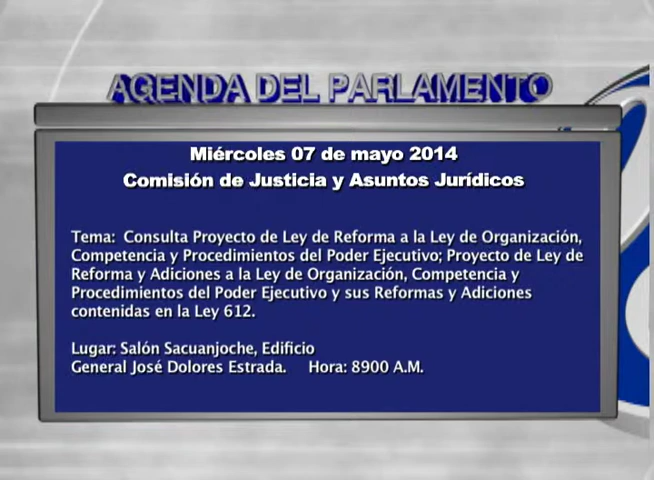 AGENDA DEL PARLAMENTO
Miércoles 07 de mayo 2014
Comisión de Justicia y Asuntos Jurídicos
Tema: Consulta Proyecto de Ley de Reforma a la Ley de Organización,
Competencia y Procedimientos del Poder Ejecutivo; Proyecto de Ley de
Reforma y Adiciones a la Ley de Organización, Competencia y
Procedimientos del Poder Ejecutivo y sus Reformas y Adiciones
contenidas en la Ley 612.
Lugar: Salón Sacuanjoche, Edificio
General José Dolores Estrada. Hora: 8900 A.M.